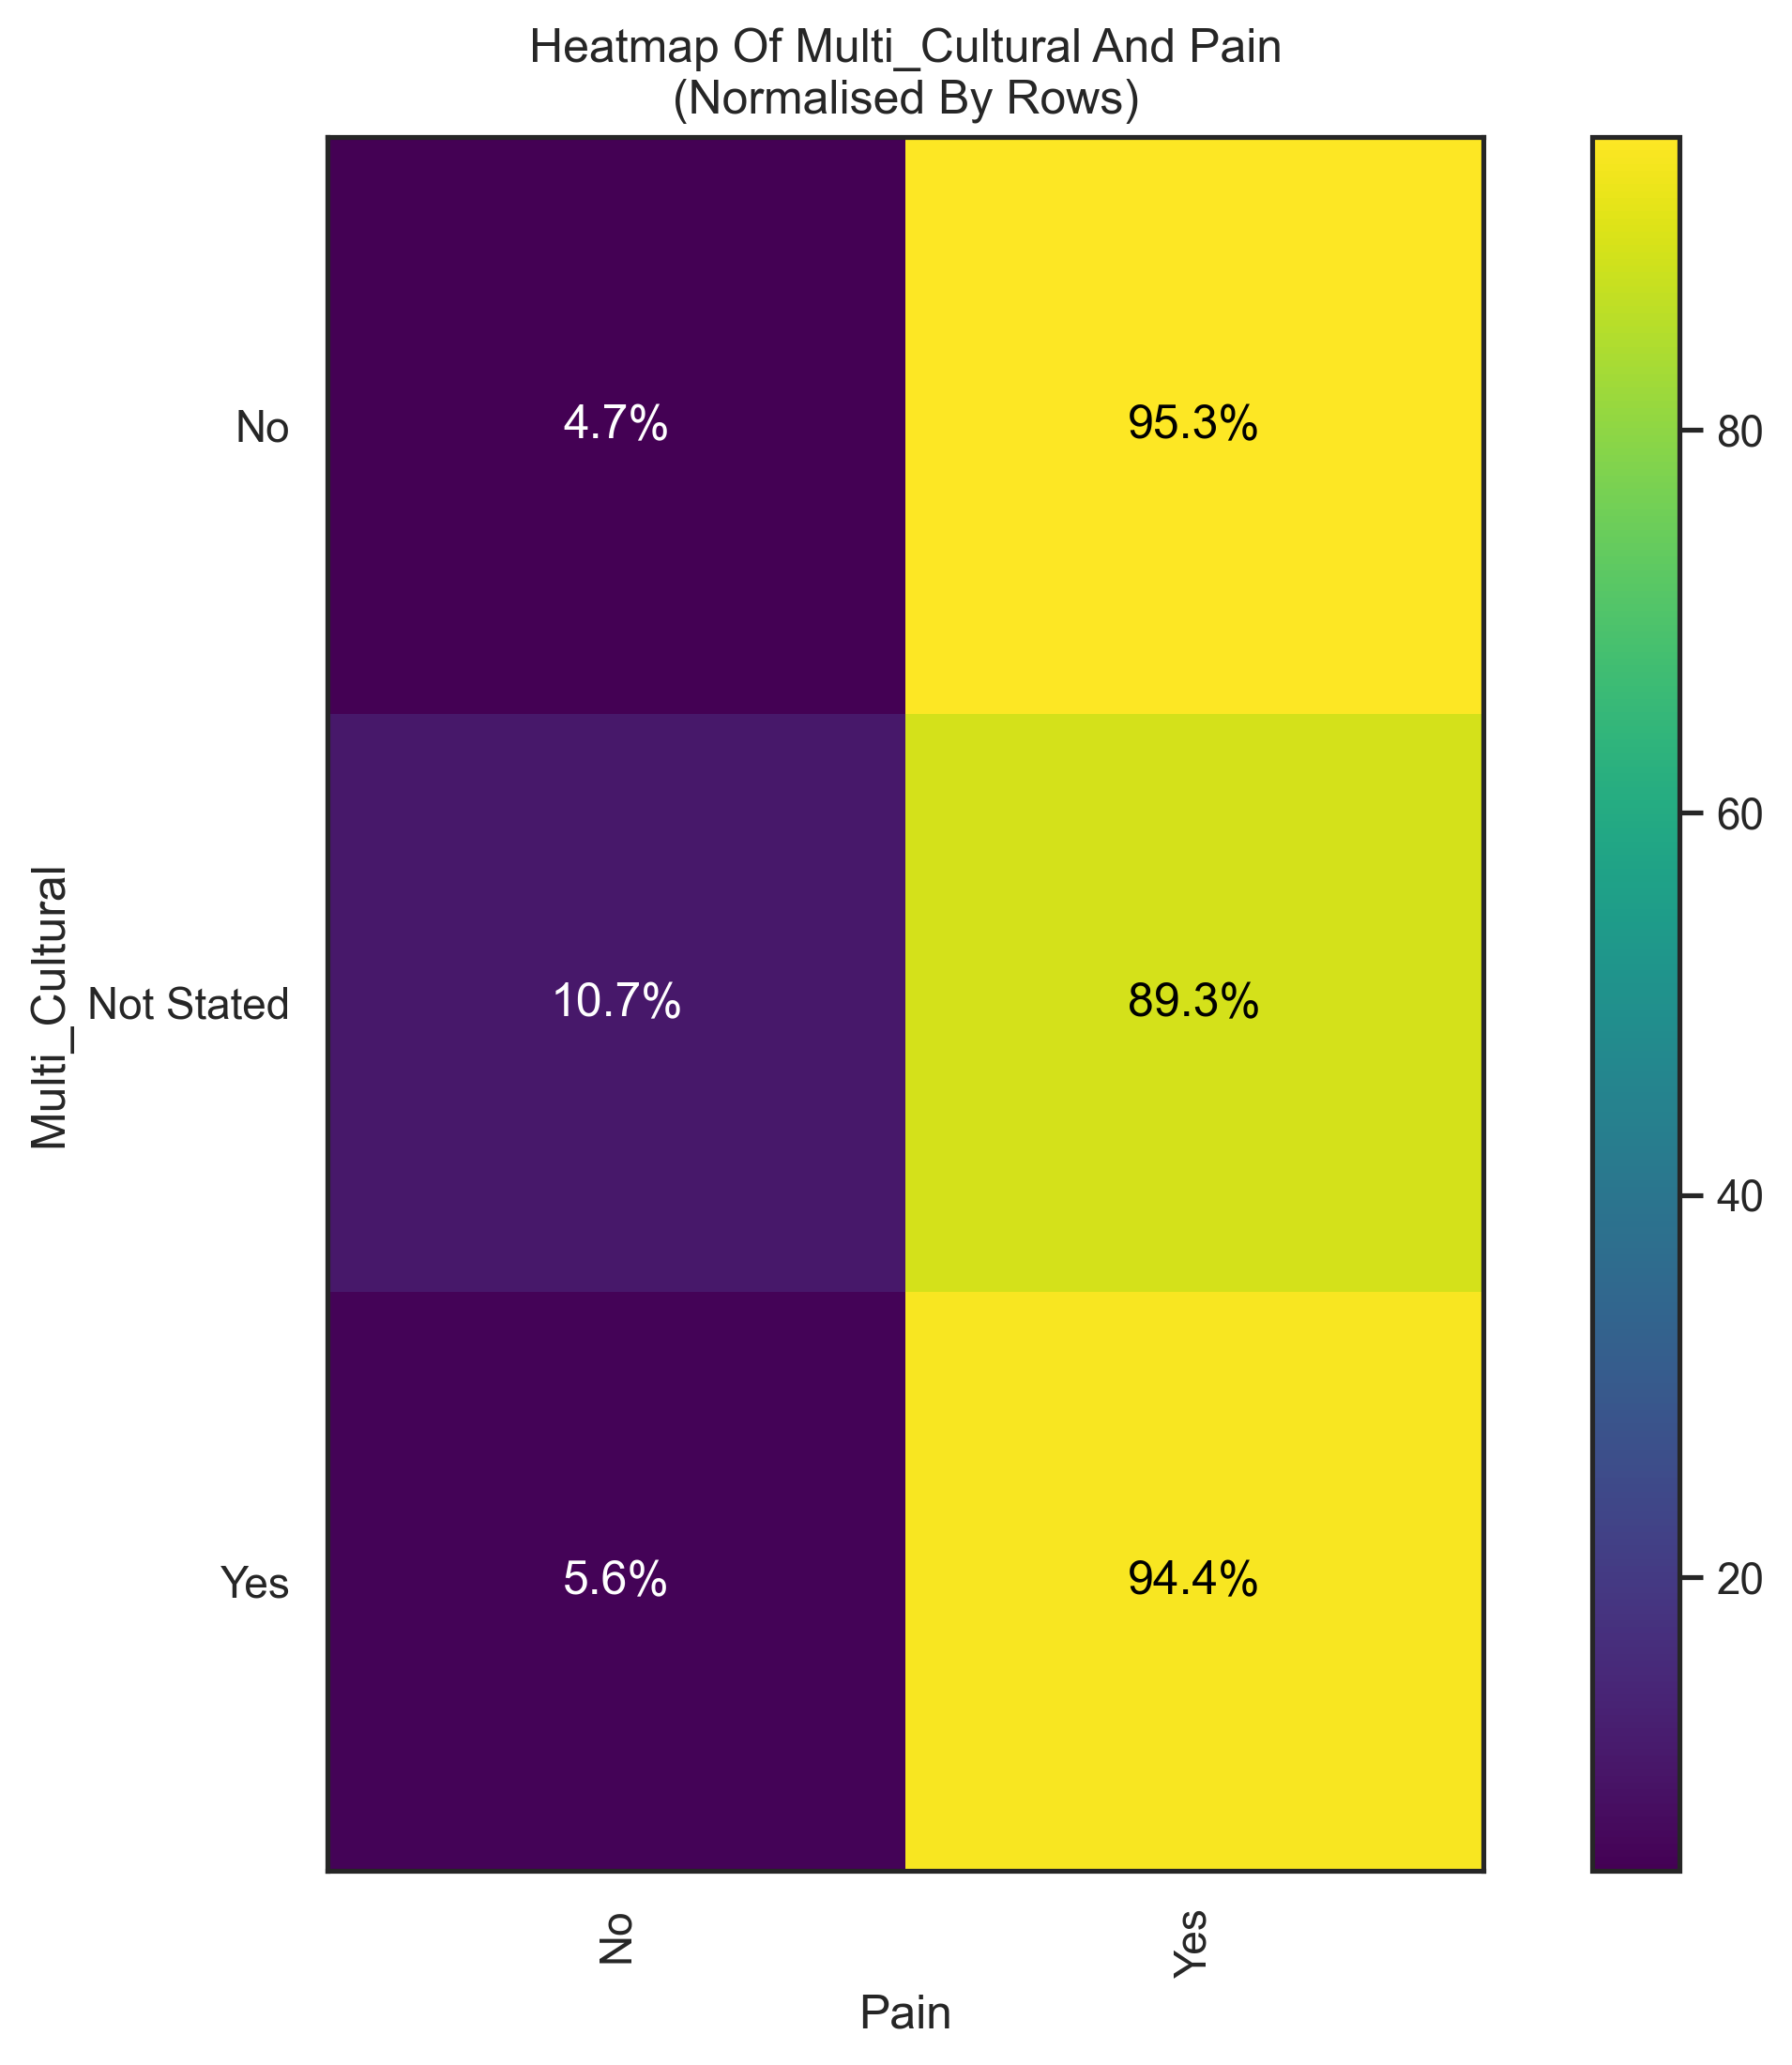 Heatmap Of Multi_Cultural And Pain
(Normalised By Rows)
No
4.7%
95.3%
80
60
Multi_Cultural
Not Stated
10.7%
89.3%
40
Yes
5.6%
94.4%
20
No
Yes
Pain